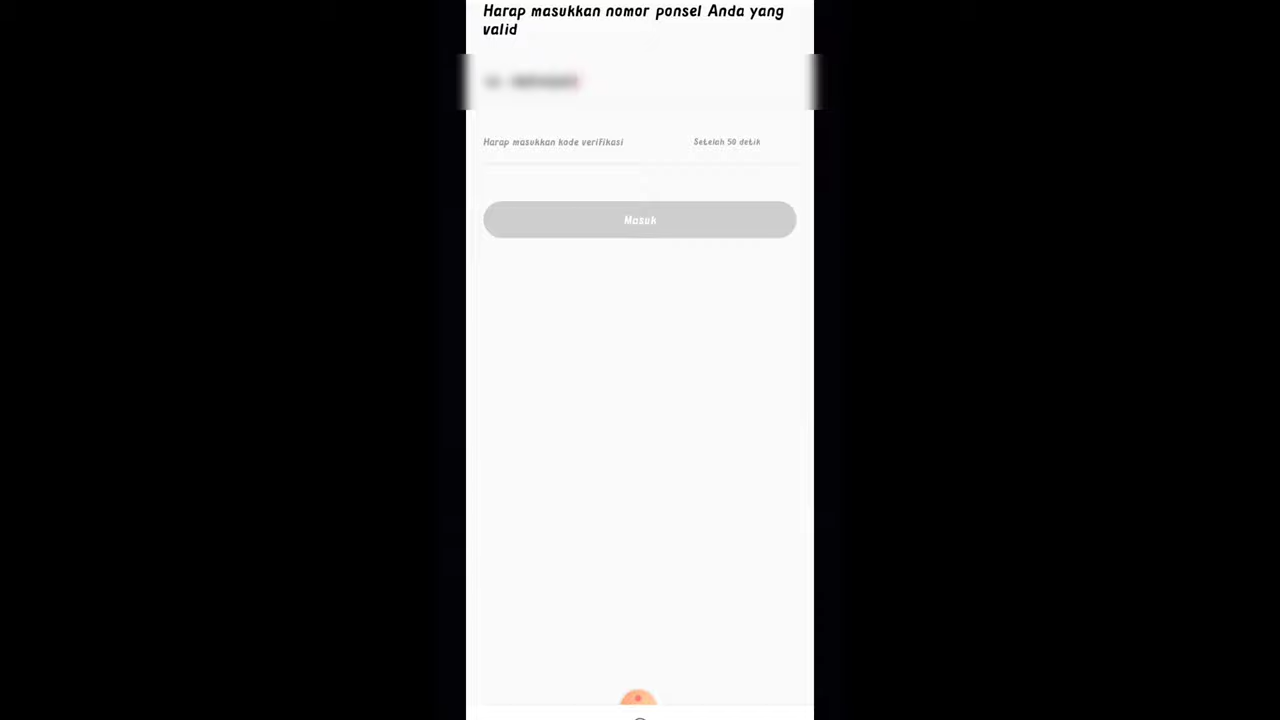 Harap masukkan nomor ponsel Anda yang
valid
Harap masukkan kode verifikasi
Setelah 50 detik
Masuk